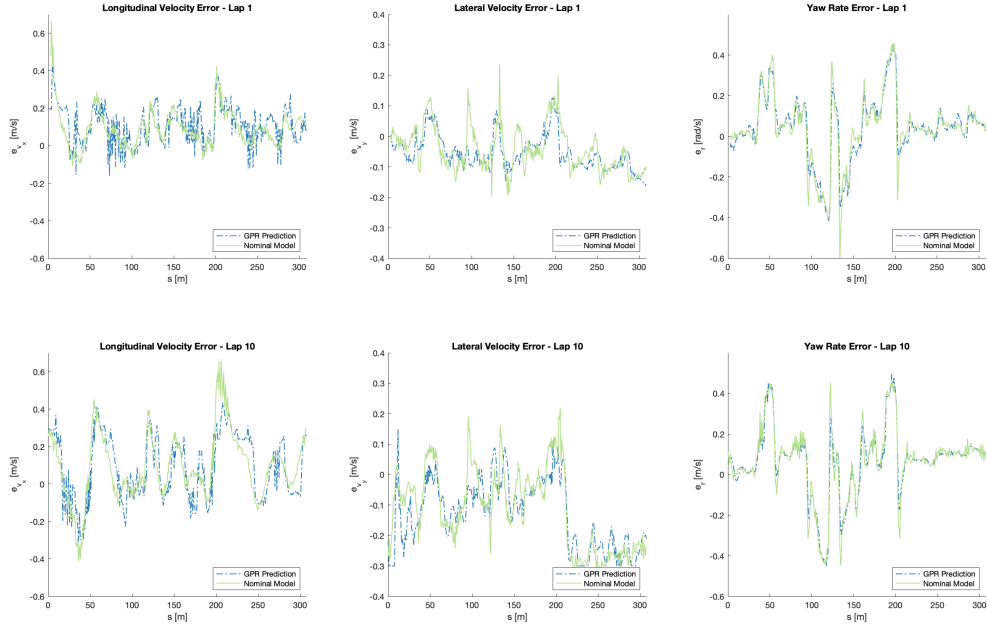 Longitudinal Velocity Error - Lap 1
e_vx [m/s]
0.6
0.4
0.2
0
-0.2
-0.4
-0.6
0 50 100 150 200 250 300
s [m]
GPR Prediction
Nominal Model
Lateral Velocity Error - Lap 1
e_vy [m/s]
0.4
0.3
0.2
0.1
0
-0.1
-0.2
-0.3
-0.4
0 50 100 150 200 250 300
s [m]
GPR Prediction
Nominal Model
Yaw Rate Error - Lap 1
e_r [rad/s]
0.6
0.4
0.2
0
-0.2
-0.4
-0.6
0 50 100 150 200 250 300
s [m]
GPR Prediction
Nominal Model
Longitudinal Velocity Error - Lap 10
e_vx [m/s]
0.6
0.4
0.2
0
-0.2
-0.4
-0.6
0 50 100 150 200 250 300
s [m]
GPR Prediction
Nominal Model
Lateral Velocity Error - Lap 10
e_vy [m/s]
0.4
0.3
0.2
0.1
0
-0.1
-0.2
-0.3
-0.4
0 50 100 150 200 250 300
s [m]
GPR Prediction
Nominal Model
Yaw Rate Error - Lap 10
e_r [m/s]
0.6
0.4
0.2
0
-0.2
-0.4
-0.6
0 50 100 150 200 250 300
s [m]
GPR Prediction
Nominal Model